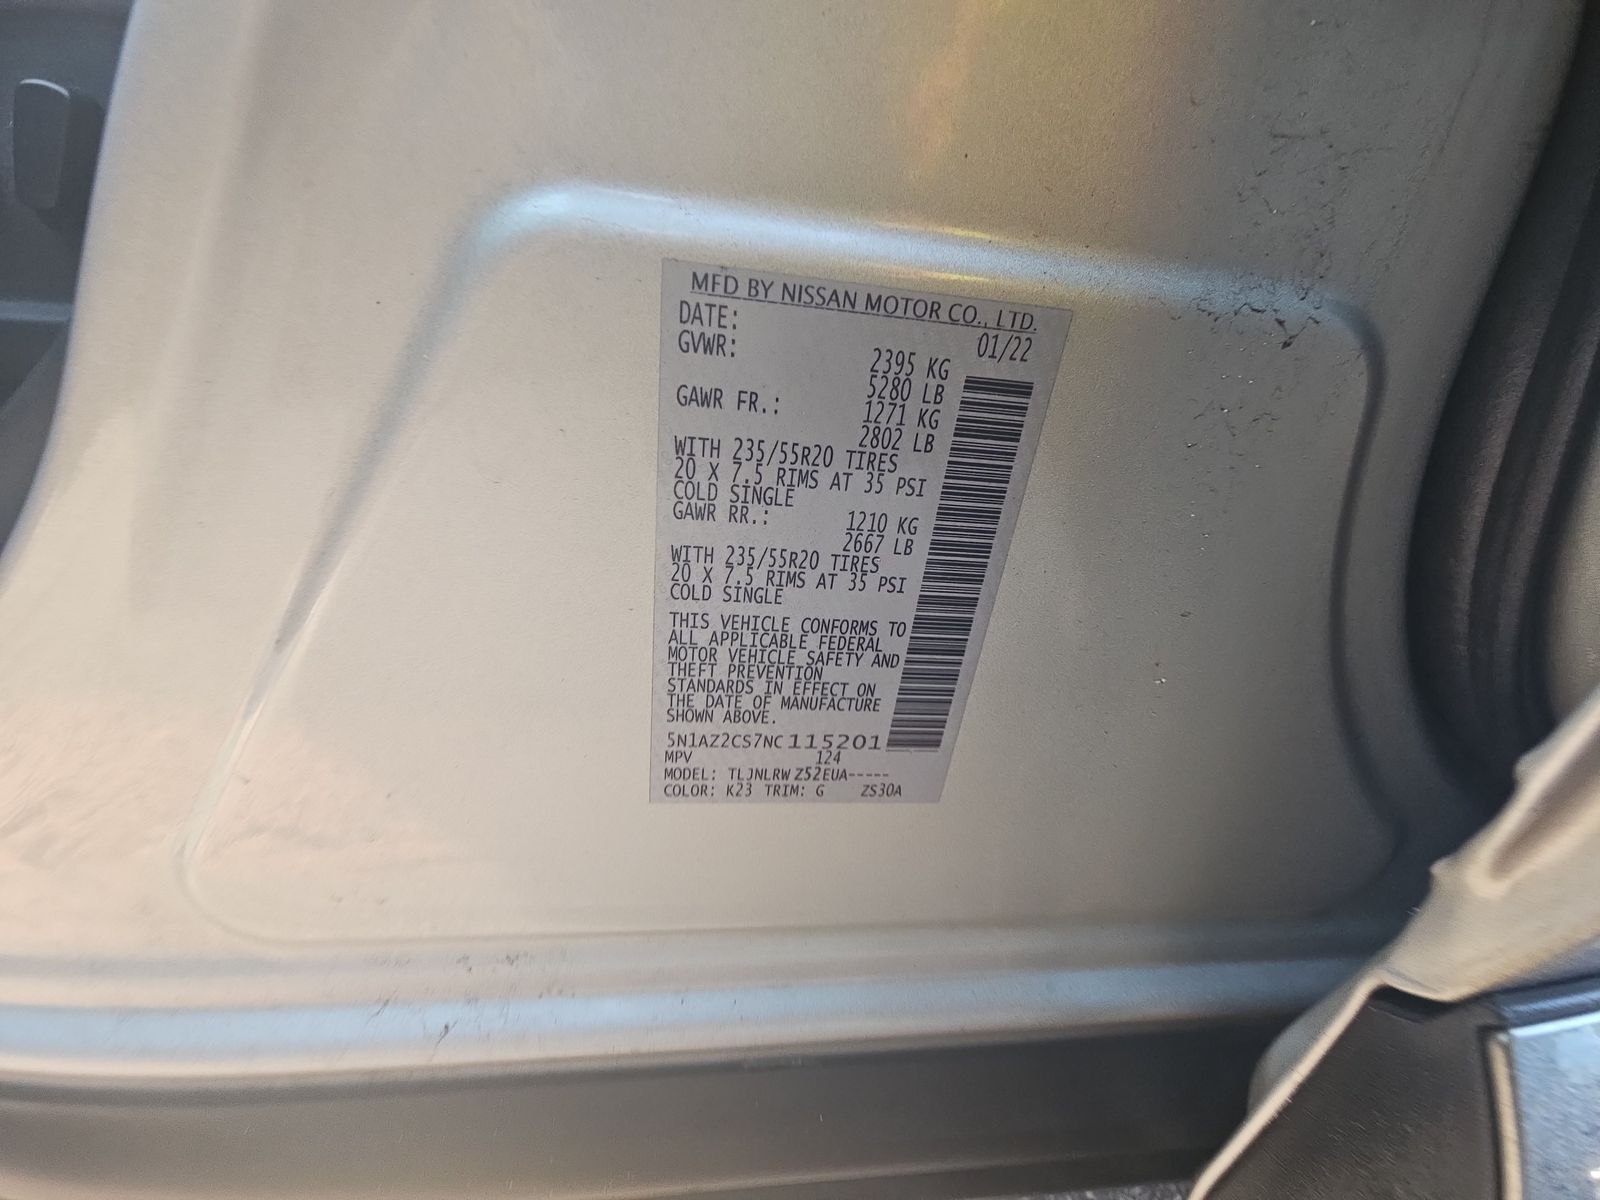 MFD BY NISSAN MOTOR CO., LTD.
DATE: 01/22
GVWR: 2395 KG
5280 LB
GAWR FR.: 1271 KG
2802 LB
WITH 235/55R20 TIRES
20 X 7.5 RIMS AT 35 PSI
COLD SINGLE
GAWR RR.: 1210 KG
2667 LB
WITH 235/55R20 TIRES
20 X 7.5 RIMS AT 35 PSI
COLD SINGLE
THIS VEHICLE CONFORMS TO
ALL APPLICABLE FEDERAL
MOTOR VEHICLE SAFETY AND
THEFT PREVENTION
STANDARDS IN EFFECT ON
THE DATE OF MANUFACTURE
SHOWN ABOVE.
5N1AZ2CS7NC115201
MPV 124
MODEL: TLJNLRW Z52EUA-----
COLOR: K23 TRIM: G ZS30A